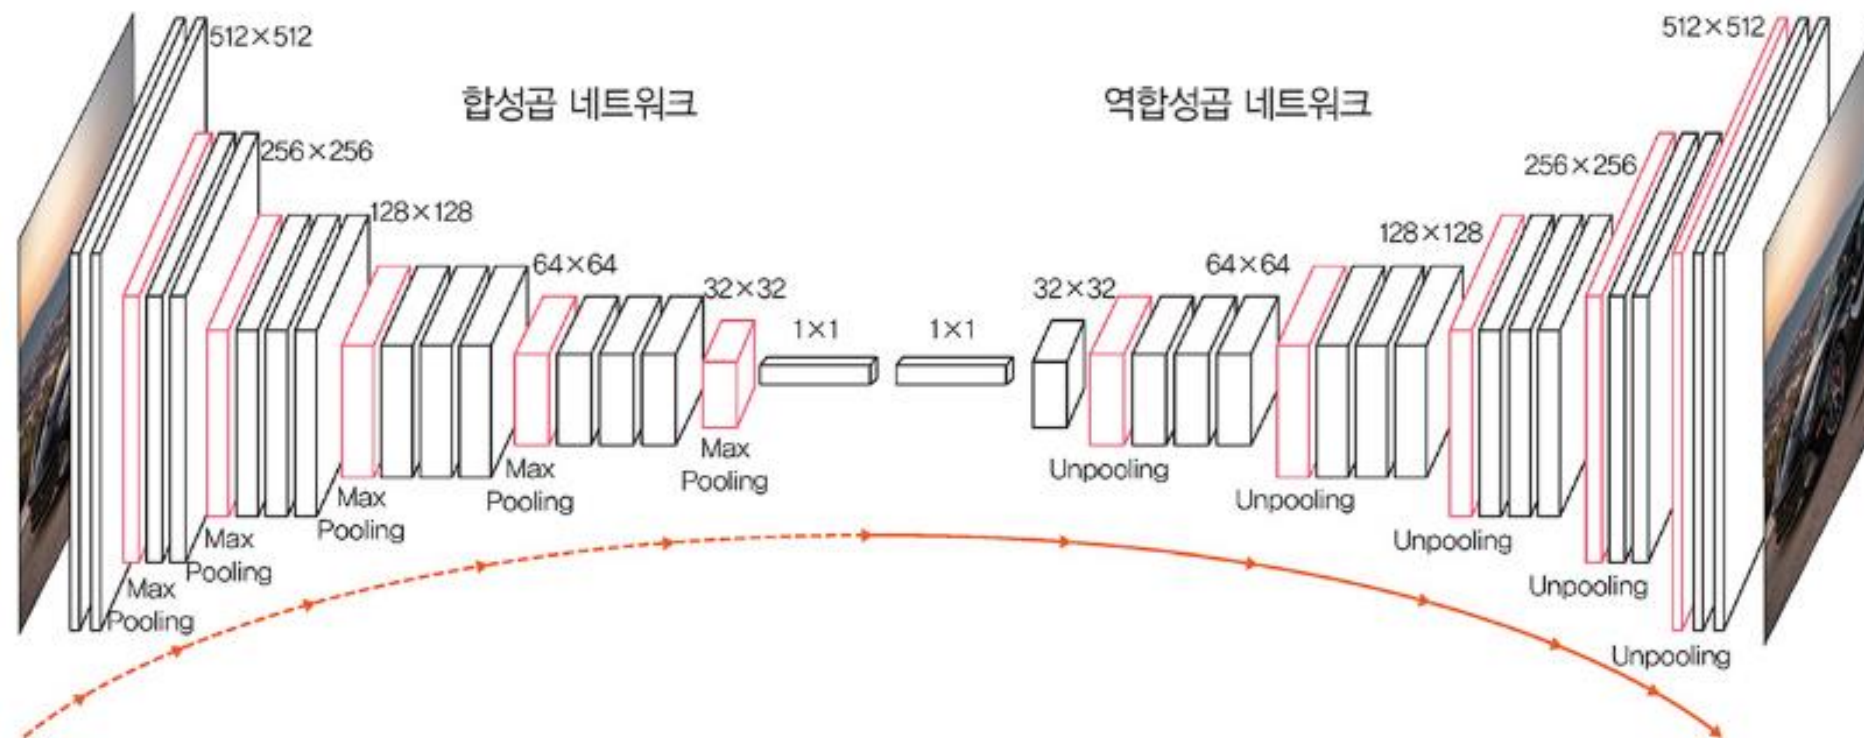 512×512
합성곱 네트워크
256×256
128×128
64×64
32×32
1×1
Max
Pooling
Max
Pooling
Max
Pooling
Max
Pooling
Max
Pooling
역합성곱 네트워크
1×1
32×32
64×64
128×128
256×256
512×512
Unpooling
Unpooling
Unpooling
Unpooling
Unpooling